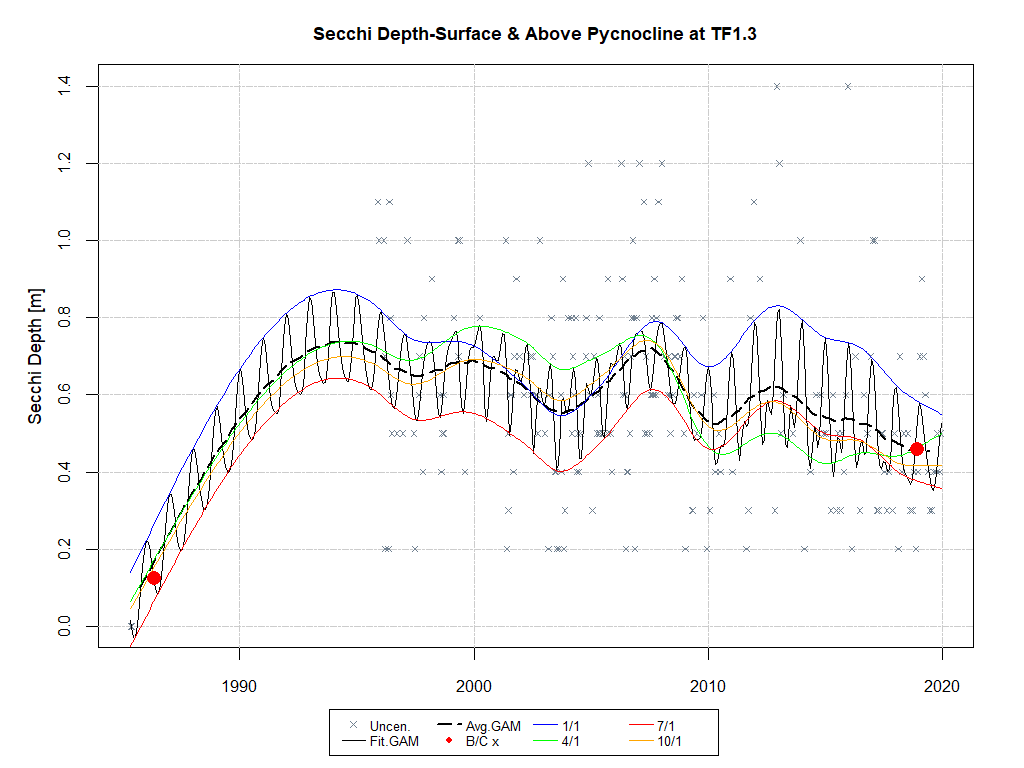 Secchi Depth-Surface & Above Pycnocline at TF1.3
Secchi Depth [m]
1.4
1.2
1.0
0.8
0.6
0.4
0.2
0.0
1990 2000 2010 2020
Uncen. Avg.GAM 1/1 7/1
Fit.GAM B/C x 4/1 10/1